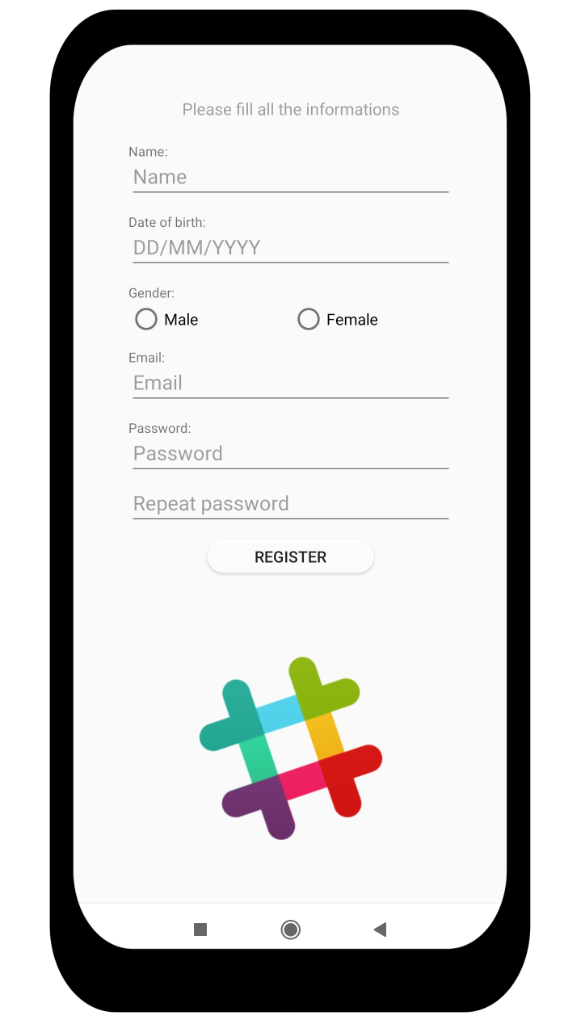 Please fill all the informations
Name:
Name
Date of birth:
DD/MM/YYYY
Gender:
Male Female
Email:
Email
Password:
Password
Repeat password
REGISTER